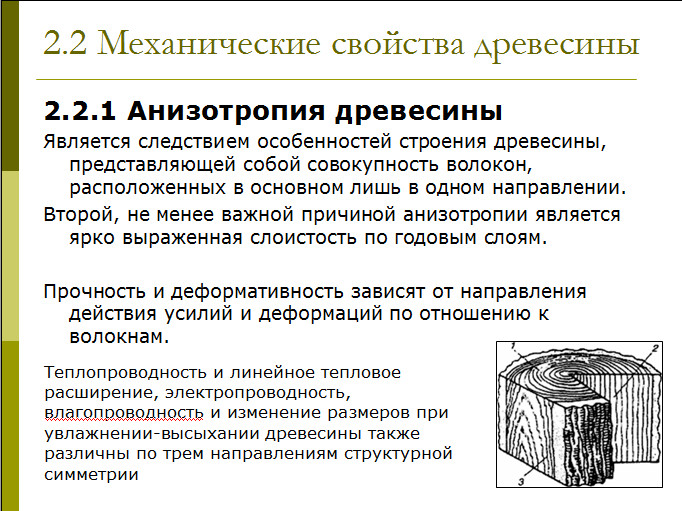 2.2 Механические свойства древесины
2.2.1 Анизотропия древесины
Является следствием особенностей строения древесины,
представляющей собой совокупность волокон,
расположенных в основном лишь в одном направлении.
Второй, не менее важной причиной анизотропии является
ярко выраженная слоистость по годовым слоям.
Прочность и деформативность зависят от направления
действия усилий и деформаций по отношению к
волокнам.
Теплопроводность и линейное тепловое
расширение, электропроводность,
влагопроводность и изменение размеров при
увлажнении-высыхании древесины также
различны по трем направлениям структурной
симметрии
1
2
3